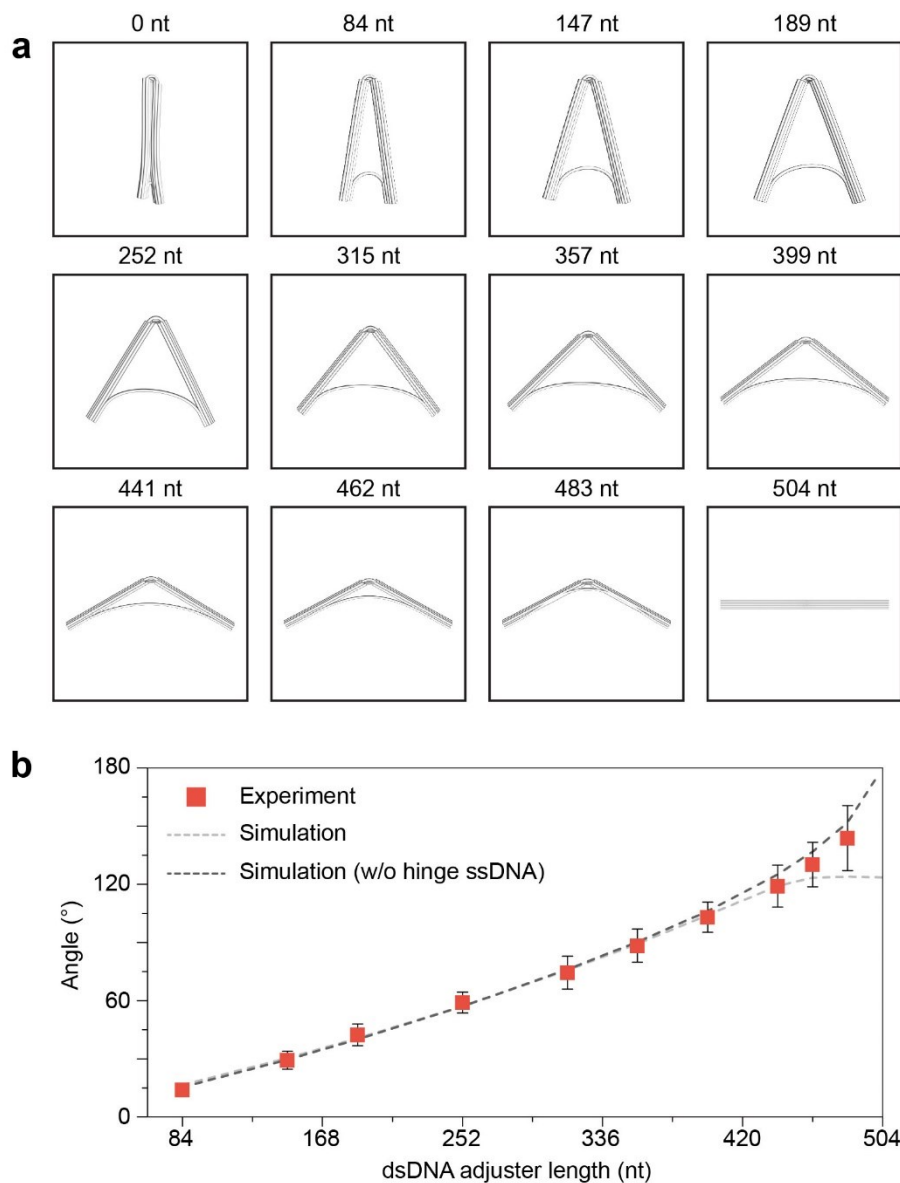 a
0 nt 84 nt 147 nt 189 nt
252 nt 315 nt 357 nt 399 nt
441 nt 462 nt 483 nt 504 nt
b
180
120
60
0
Angle (°)
Experiment
Simulation
Simulation (w/o hinge ssDNA)
84 168 252 336 420 504
dsDNA adjuster length (nt)